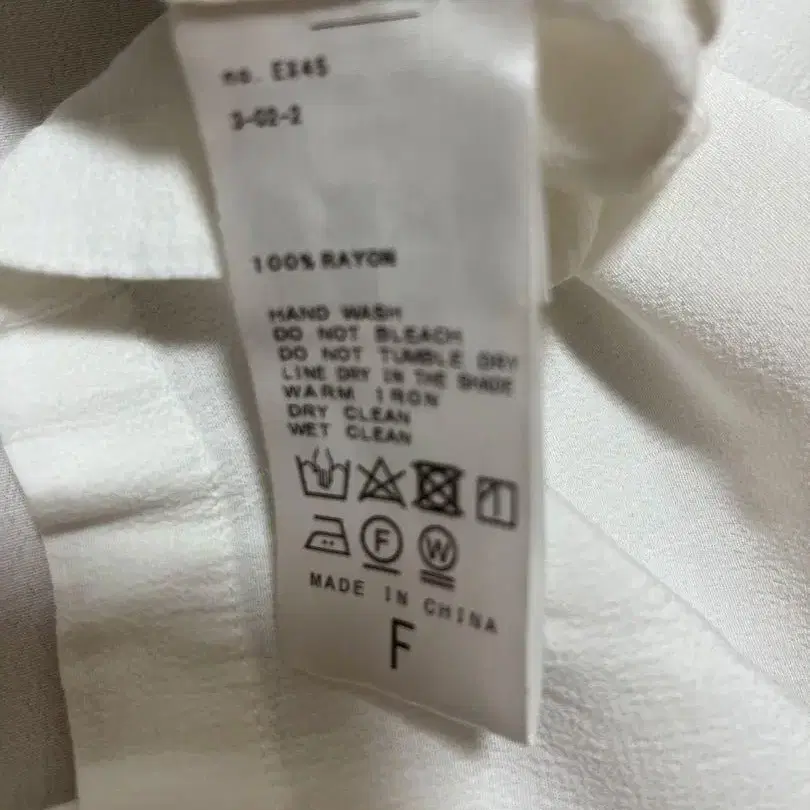 no. EX45
3-02-2
100% RAYON
HAND WASH
DO NOT BLEACH
DO NOT TUMBLE DRY
LINE DRY IN THE SHADE
WARM IRON
DRY CLEAN
WET CLEAN
F W
MADE IN CHINA
F